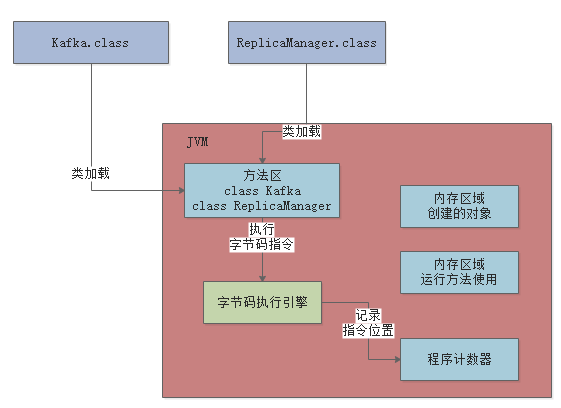 Kafka.class
ReplicaManager.class
JVM
类加载
类加载
方法区
class Kafka
class ReplicaManager
内存区域
创建的对象
执行
字节码指令
内存区域
运行方法使用
字节码执行引擎
记录
指令位置
程序计数器